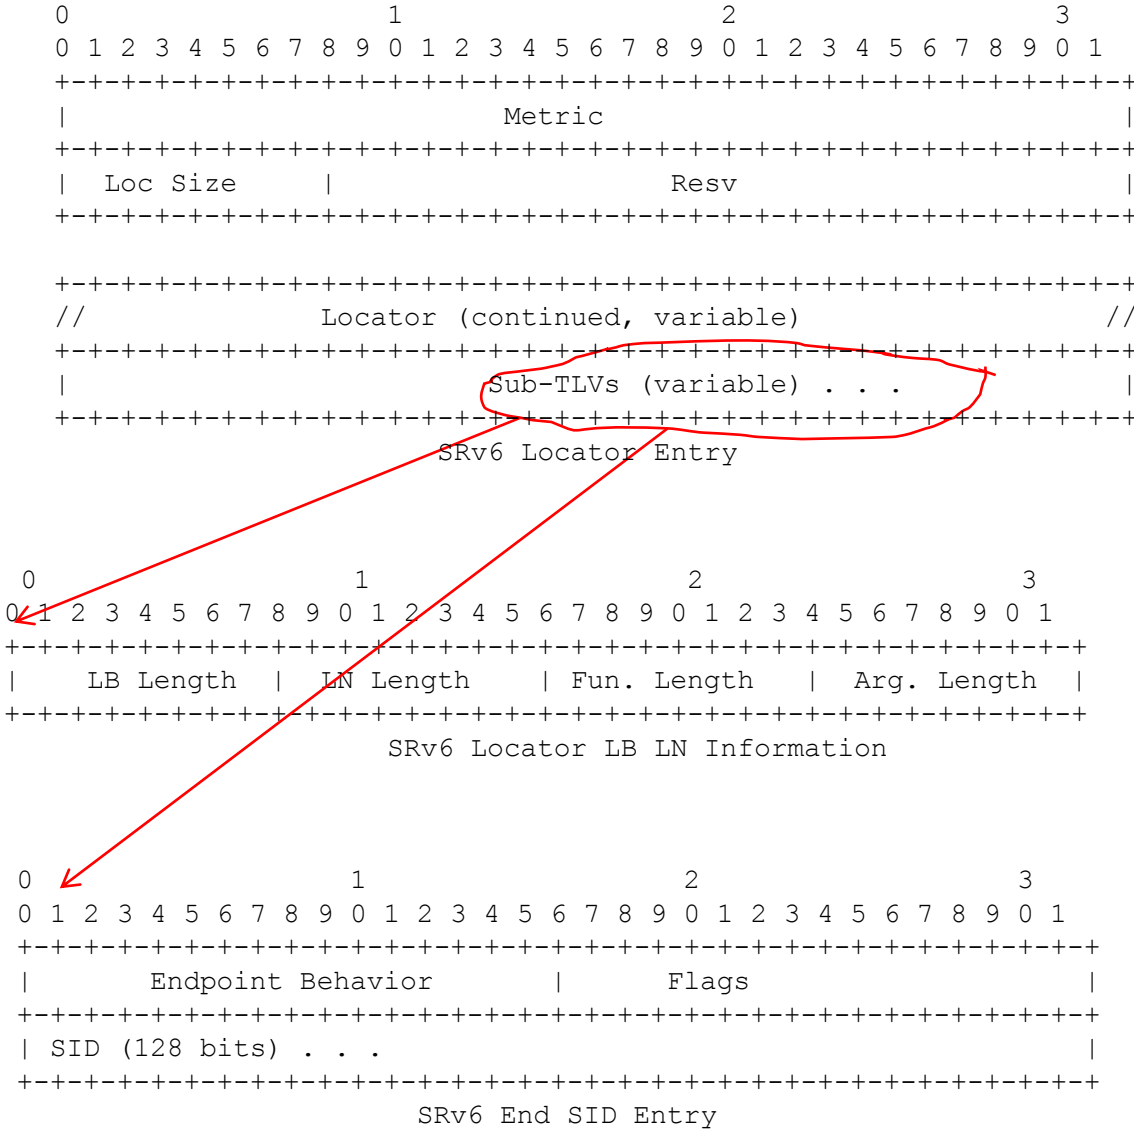 0 1 2 3
0 1 2 3 4 5 6 7 8 9 0 1 2 3 4 5 6 7 8 9 0 1 2 3 4 5 6 7 8 9 0 1
+-+-+-+-+-+-+-+-+-+-+-+-+-+-+-+-+-+-+-+-+-+-+-+-+-+-+-+-+-+-+-+-+
| Metric |
+-+-+-+-+-+-+-+-+-+-+-+-+-+-+-+-+-+-+-+-+-+-+-+-+-+-+-+-+-+-+-+-+
| Loc Size | Resv |
+-+-+-+-+-+-+-+-+-+-+-+-+-+-+-+-+-+-+-+-+-+-+-+-+-+-+-+-+-+-+-+-+
+-+-+-+-+-+-+-+-+-+-+-+-+-+-+-+-+-+-+-+-+-+-+-+-+-+-+-+-+-+-+-+-+
// Locator (continued, variable) //
+-+-+-+-+-+-+-+-+-+-+-+-+-+-+-+-+-+-+-+-+-+-+-+-+-+-+-+-+-+-+-+-+
| Sub-TLVs (variable) . . . |
+-+-+-+-+-+-+-+-+-+-+-+-+-+-+-+-+-+-+-+-+-+-+-+-+-+-+-+-+-+-+-+-+
SRv6 Locator Entry
0 1 2 3
0 1 2 3 4 5 6 7 8 9 0 1 2 3 4 5 6 7 8 9 0 1 2 3 4 5 6 7 8 9 0 1
+-+-+-+-+-+-+-+-+-+-+-+-+-+-+-+-+-+-+-+-+-+-+-+-+-+-+-+-+-+-+-+-+
| LB Length | LN Length | Fun. Length | Arg. Length |
+-+-+-+-+-+-+-+-+-+-+-+-+-+-+-+-+-+-+-+-+-+-+-+-+-+-+-+-+-+-+-+-+
SRv6 Locator LB LN Information
0 1 2 3
0 1 2 3 4 5 6 7 8 9 0 1 2 3 4 5 6 7 8 9 0 1 2 3 4 5 6 7 8 9 0 1
+-+-+-+-+-+-+-+-+-+-+-+-+-+-+-+-+-+-+-+-+-+-+-+-+-+-+-+-+-+-+-+-+
| Endpoint Behavior | Flags |
+-+-+-+-+-+-+-+-+-+-+-+-+-+-+-+-+-+-+-+-+-+-+-+-+-+-+-+-+-+-+-+-+
| SID (128 bits) . . . |
+-+-+-+-+-+-+-+-+-+-+-+-+-+-+-+-+-+-+-+-+-+-+-+-+-+-+-+-+-+-+-+-+
SRv6 End SID Entry